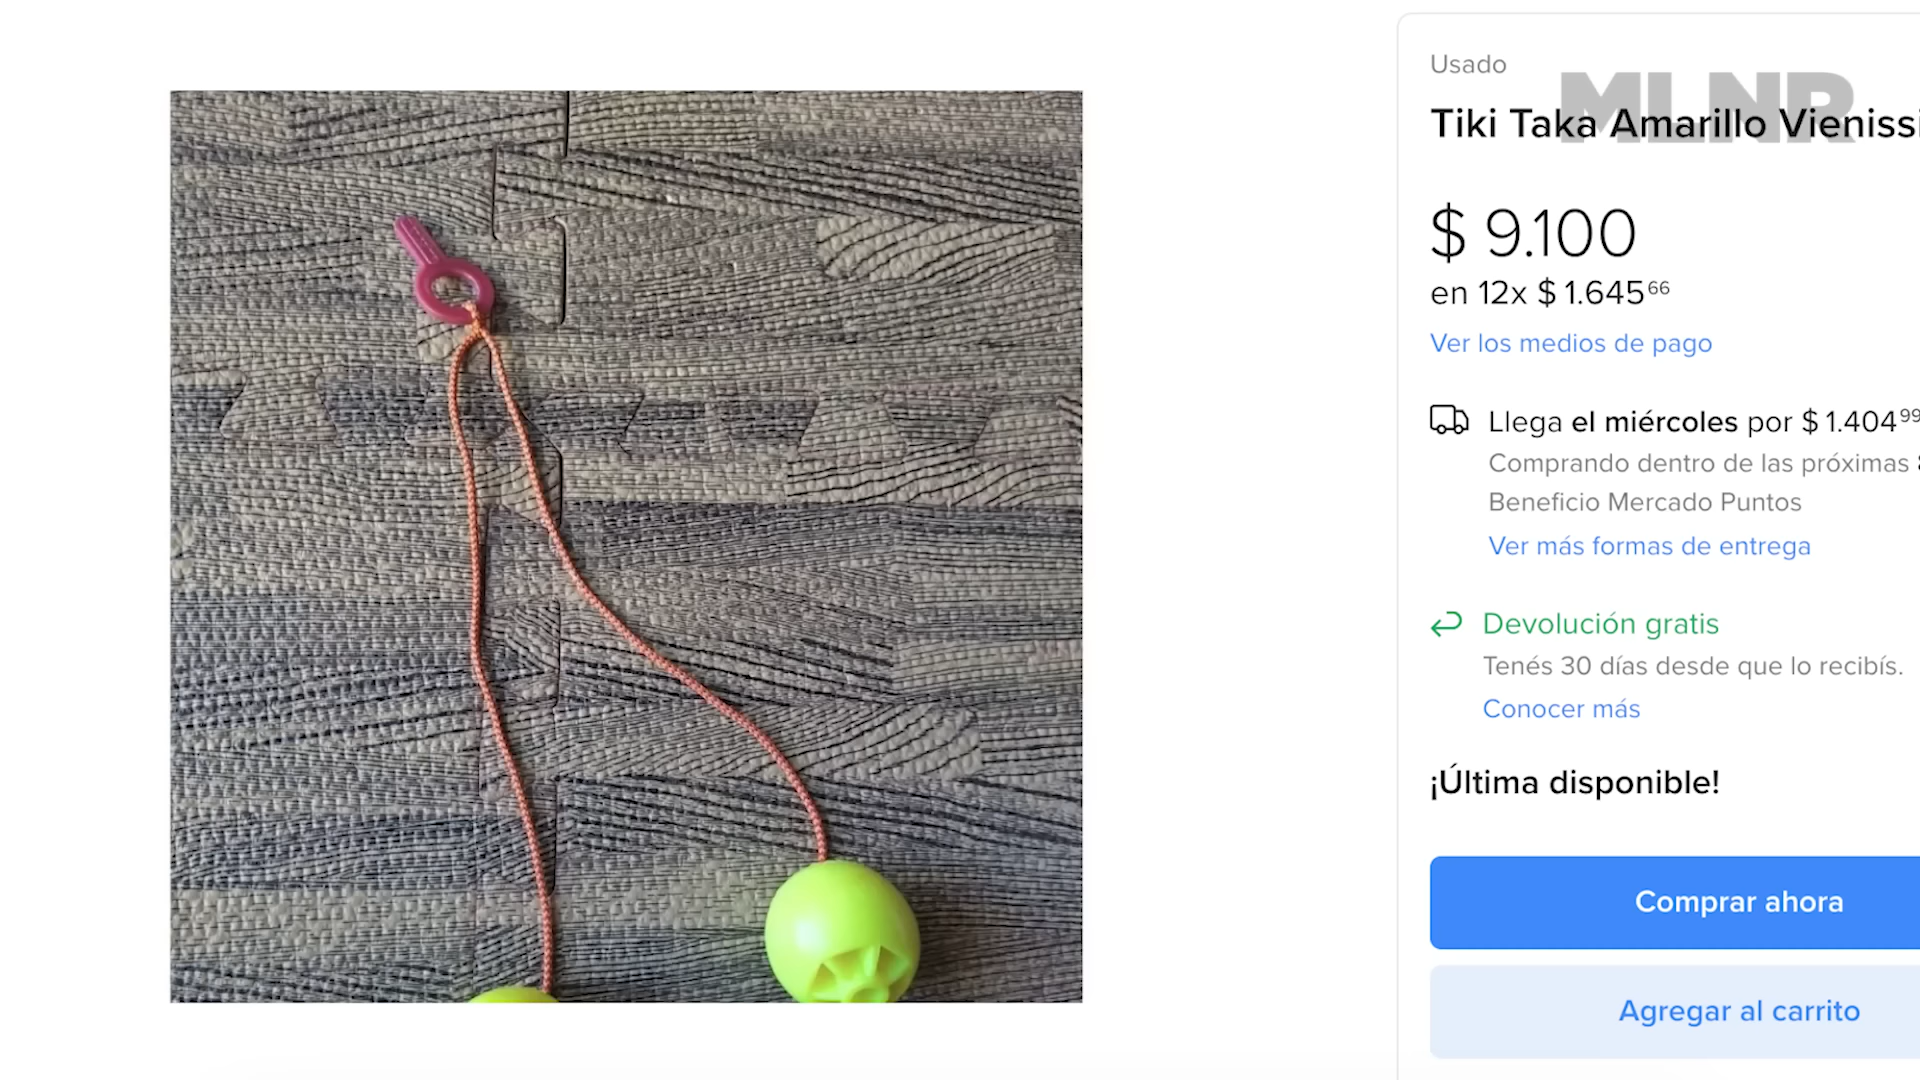 Usado
MLNR
Tiki Taka Amarillo Vieniss
$ 9.100
en 12x $ 1.645 66
Ver los medios de pago
Llega el miércoles por $ 1.404 99
Comprando dentro de las próximas
Beneficio Mercado Puntos
Ver más formas de entrega
Devolución gratis
Tenés 30 días desde que lo recibís.
Conocer más
¡Última disponible!
Comprar ahora
Agregar al carrito